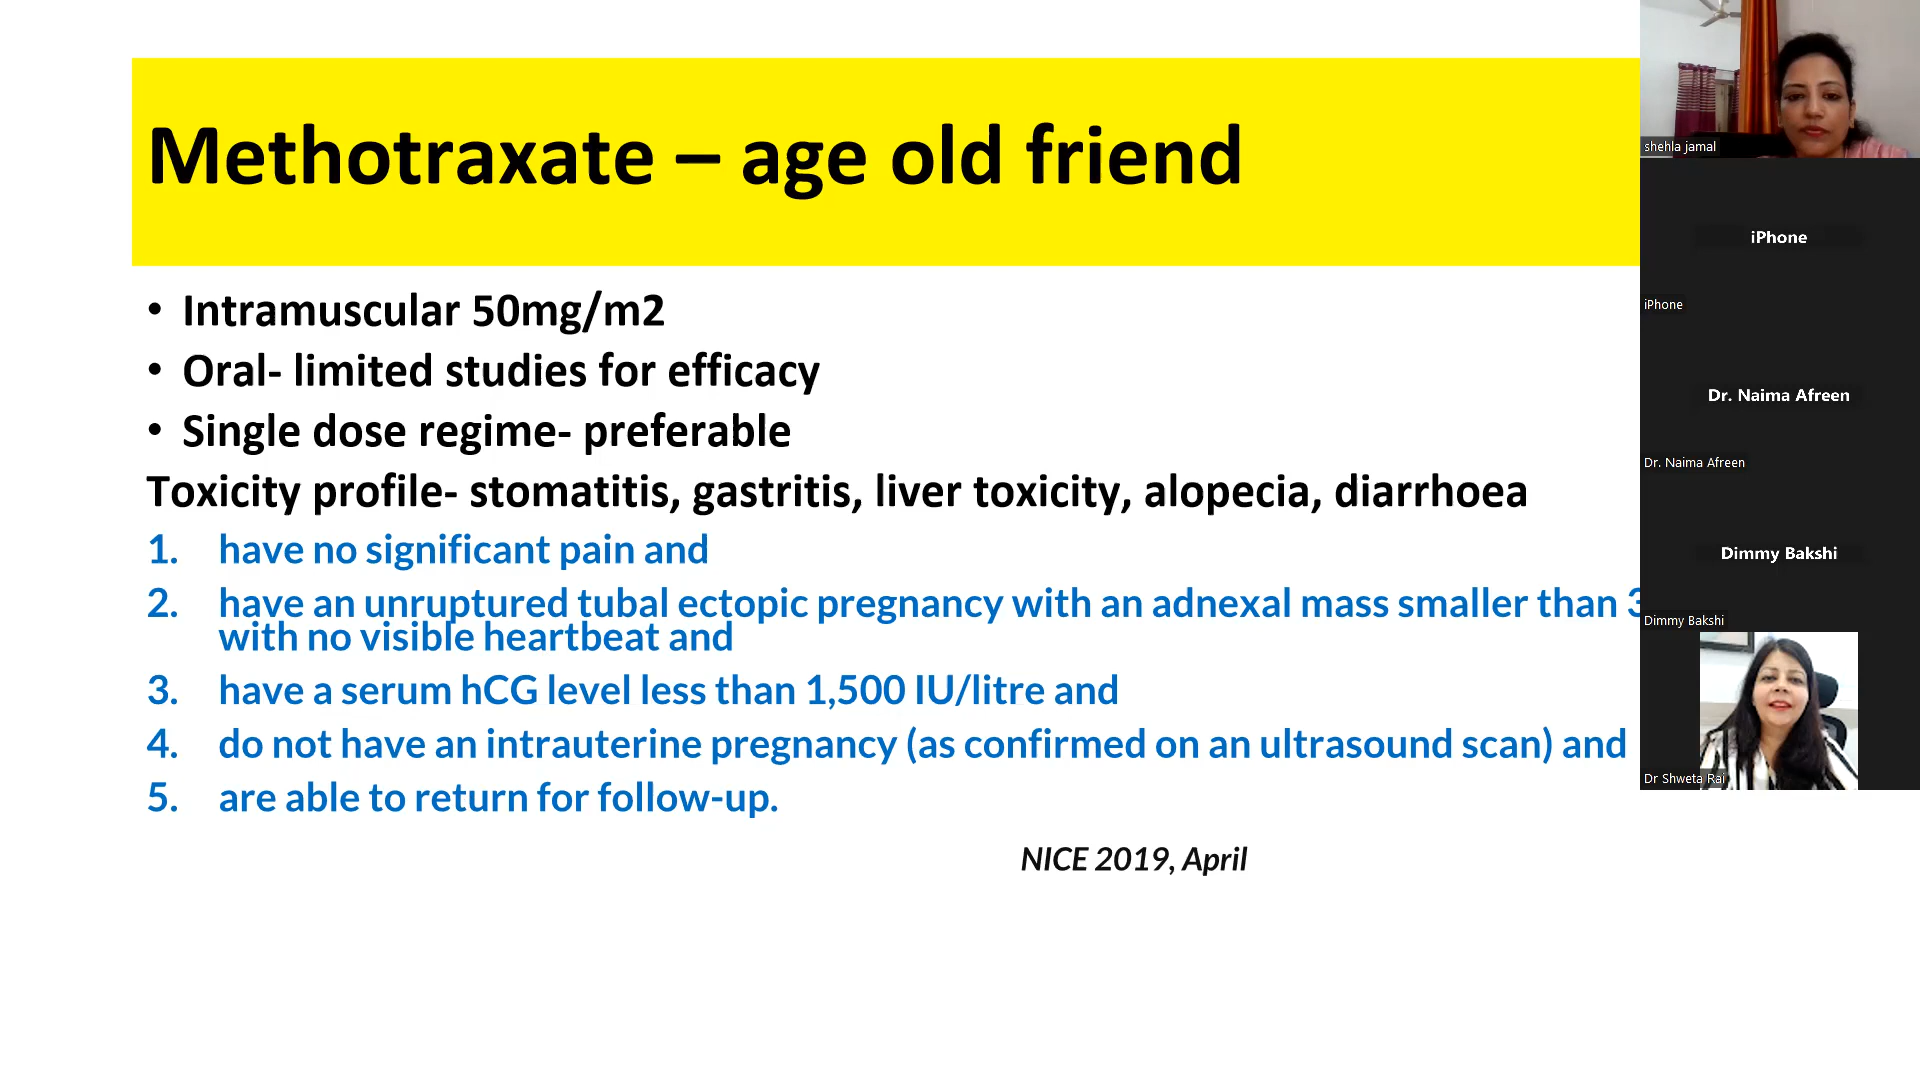 Methotraxate – age old friend
• Intramuscular 50mg/m2
• Oral- limited studies for efficacy
• Single dose regime- preferable
Toxicity profile- stomatitis, gastritis, liver toxicity, alopecia, diarrhoea
1. have no significant pain and
2. have an unruptured tubal ectopic pregnancy with an adnexal mass smaller than
with no visible heartbeat and
3. have a serum hCG level less than 1,500 IU/litre and
4. do not have an intrauterine pregnancy (as confirmed on an ultrasound scan) and
5. are able to return for follow-up.
NICE 2019, April
shehla jamal
iPhone
iPhone
Dr. Naima Afreen
Dr. Naima Afreen
Dimmy Bakshi
Dimmy Bakshi
Dr Shweta Rai